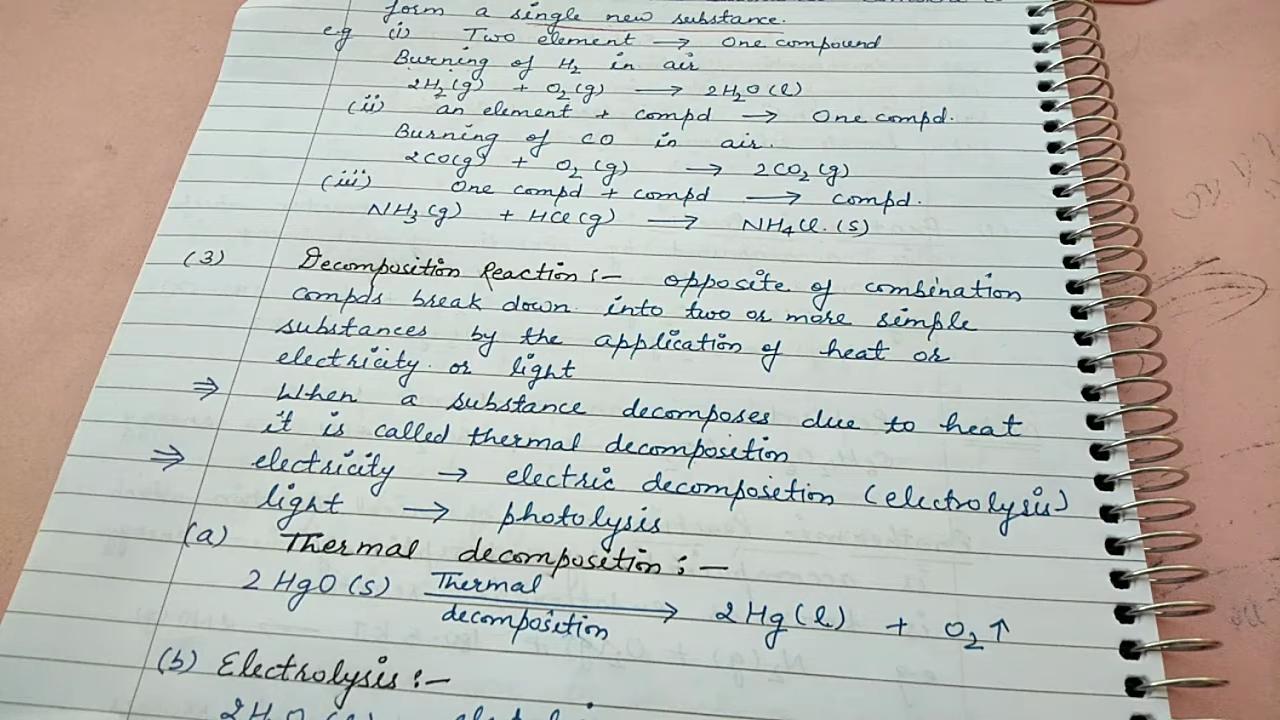 form a single new substance.
e.g (i) Two element → One compound
Burning of H₂ in air
2H₂(g) + O₂(g) → 2H₂O(l)
(ii) an element + compd → One compd.
Burning of CO in air.
2CO(g) + O₂(g) → 2CO₂(g)
(iii) One compd + compd → compd.
NH₃(g) + HCl(g) → NH₄Cl.(s)
(3) Decomposition Reaction :- opposite of combination
compds break down into two or more simple
substances by the application of heat or
electricity. or light
⇒ When a substance decomposes due to heat
it is called thermal decomposition
⇒ electricity → electric decomposition (electrolysis)
light → photolysis
(a) Thermal decomposition :-
2HgO(s) Thermal decomposition → 2Hg(l) + O₂↑
(b) Electrolysis :-